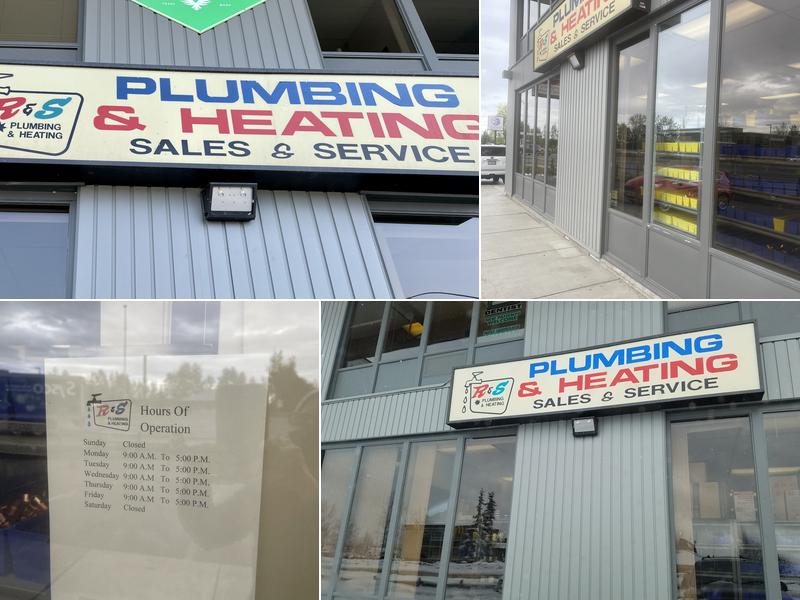 R&S
PLUMBING
& HEATING
PLUMBING
& HEATING
SALES & SERVICE
PLUMBING
& HEATING
SALES & SERVICE
R&S
PLUMBING
& HEATING
Hours Of
Operation
Sunday Closed
Monday 9:00 A.M. To 5:00 P.M.
Tuesday 9:00 A.M To 5:00 P.M.
Wednesday 9:00 A.M To 5:00 P.M.
Thursday 9:00 A.M To 5:00 P.M.
Friday 9:00 A.M To 5:00 P.M.
Saturday Closed
DENTIST
R&S
PLUMBING
& HEATING
PLUMBING
& HEATING
SALES & SERVICE